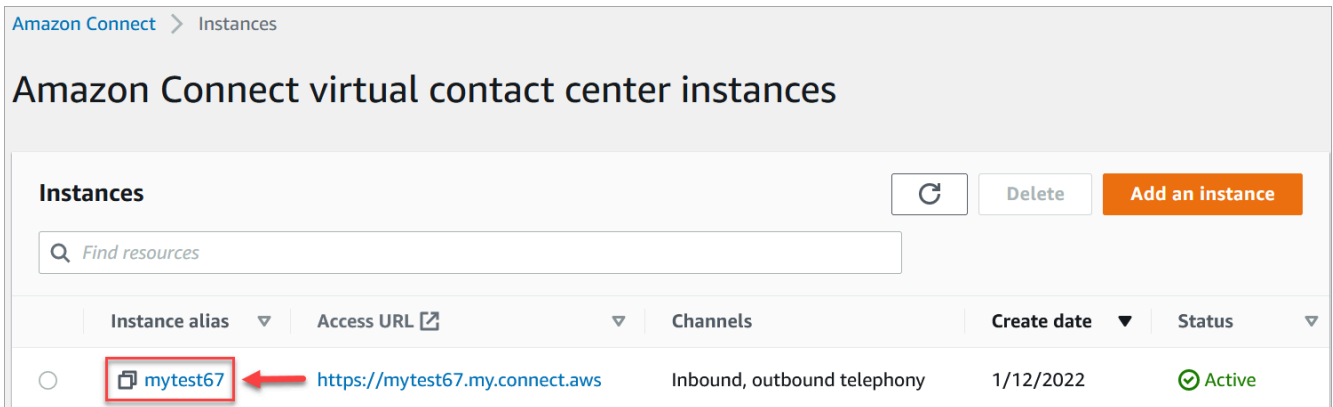 Amazon Connect > Instances
Amazon Connect virtual contact center instances
Instances Delete Add an instance
Find resources
Instance alias Access URL Channels Create date Status
mytest67 https://mytest67.my.connect.aws Inbound, outbound telephony 1/12/2022 Active